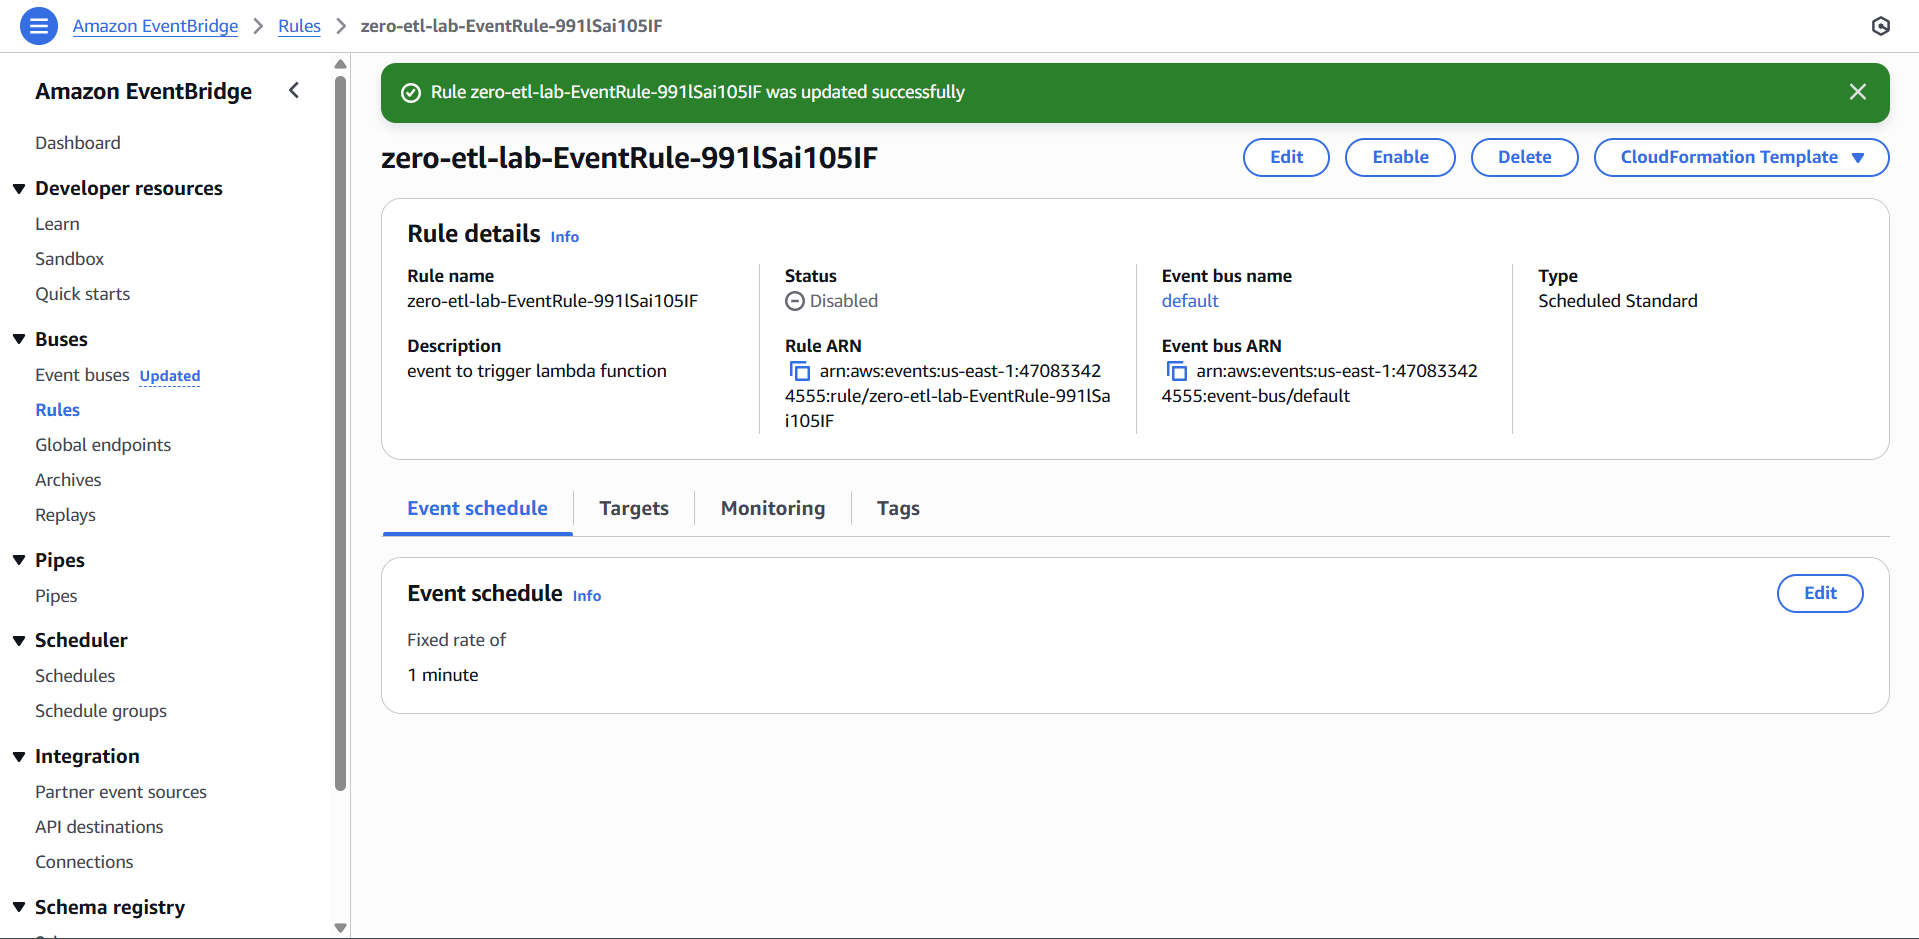 Amazon EventBridge
Rules
zero-etl-lab-EventRule-991lSai105IF
Amazon EventBridge
Dashboard
Developer resources
Learn
Sandbox
Quick starts
Buses
Event buses Updated
Rules
Global endpoints
Archives
Replays
Pipes
Pipes
Scheduler
Schedules
Schedule groups
Integration
Partner event sources
API destinations
Connections
Schema registry
Rule zero-etl-lab-EventRule-991lSai105IF was updated successfully
zero-etl-lab-EventRule-991lSai105IF
Edit
Enable
Delete
CloudFormation Template
Rule details Info
Rule name
zero-etl-lab-EventRule-991lSai105IF
Description
event to trigger lambda function
Status
Disabled
Rule ARN
arn:aws:events:us-east-1:47083342
4555:rule/zero-etl-lab-EventRule-991lSa
i105IF
Event bus name
default
Event bus ARN
arn:aws:events:us-east-1:47083342
4555:event-bus/default
Type
Scheduled Standard
Event schedule
Targets
Monitoring
Tags
Event schedule Info
Edit
Fixed rate of
1 minute